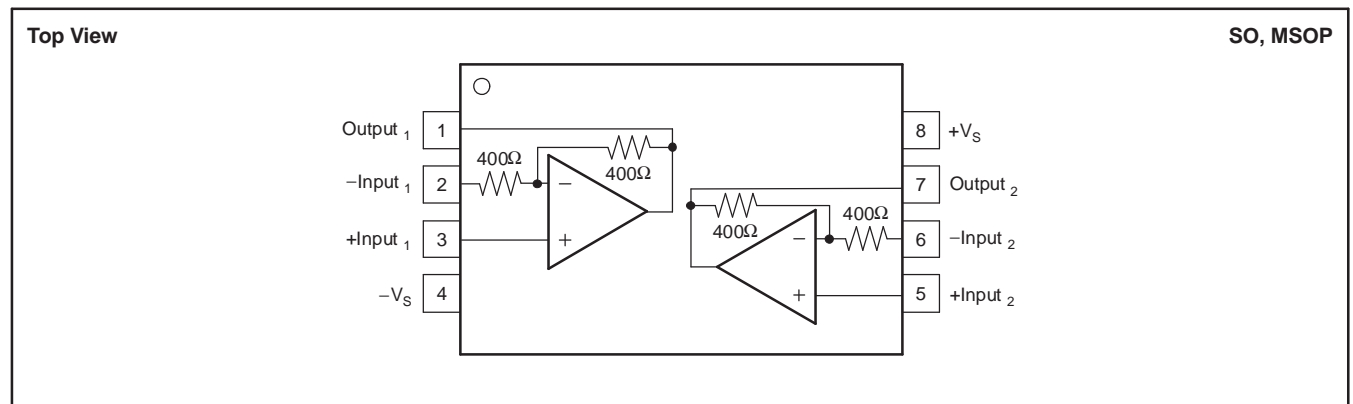 Top View
SO, MSOP
Output 1
1
–Input 1
2
+Input 1
3
–VS
4
400Ω
400Ω
–
+
400Ω
400Ω
–
+
8
+VS
7
Output 2
6
–Input 2
5
+Input 2